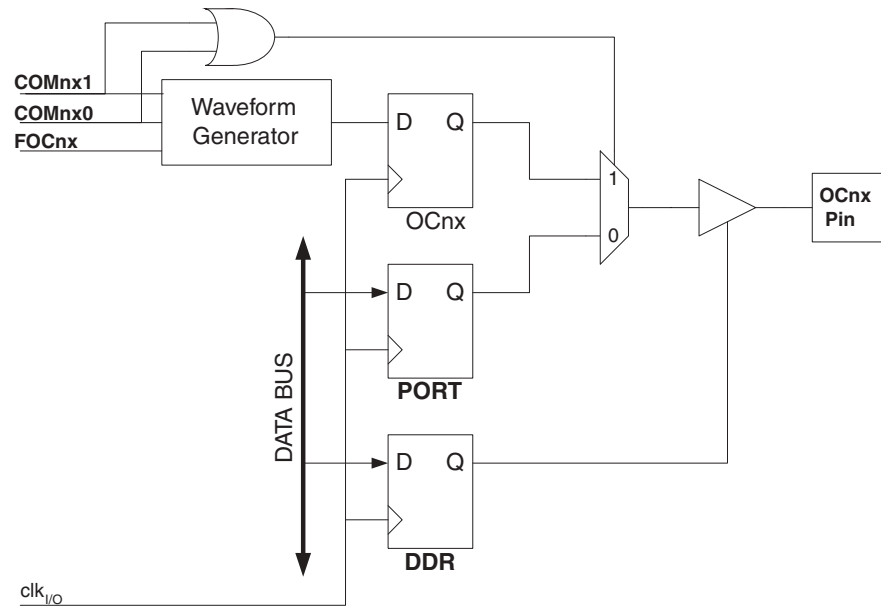 COMnx1
COMnx0
FOCnx
Waveform
Generator
D Q
OCnx
1
0
OCnx
Pin
D Q
PORT
DATA BUS
D Q
DDR
clkI/O